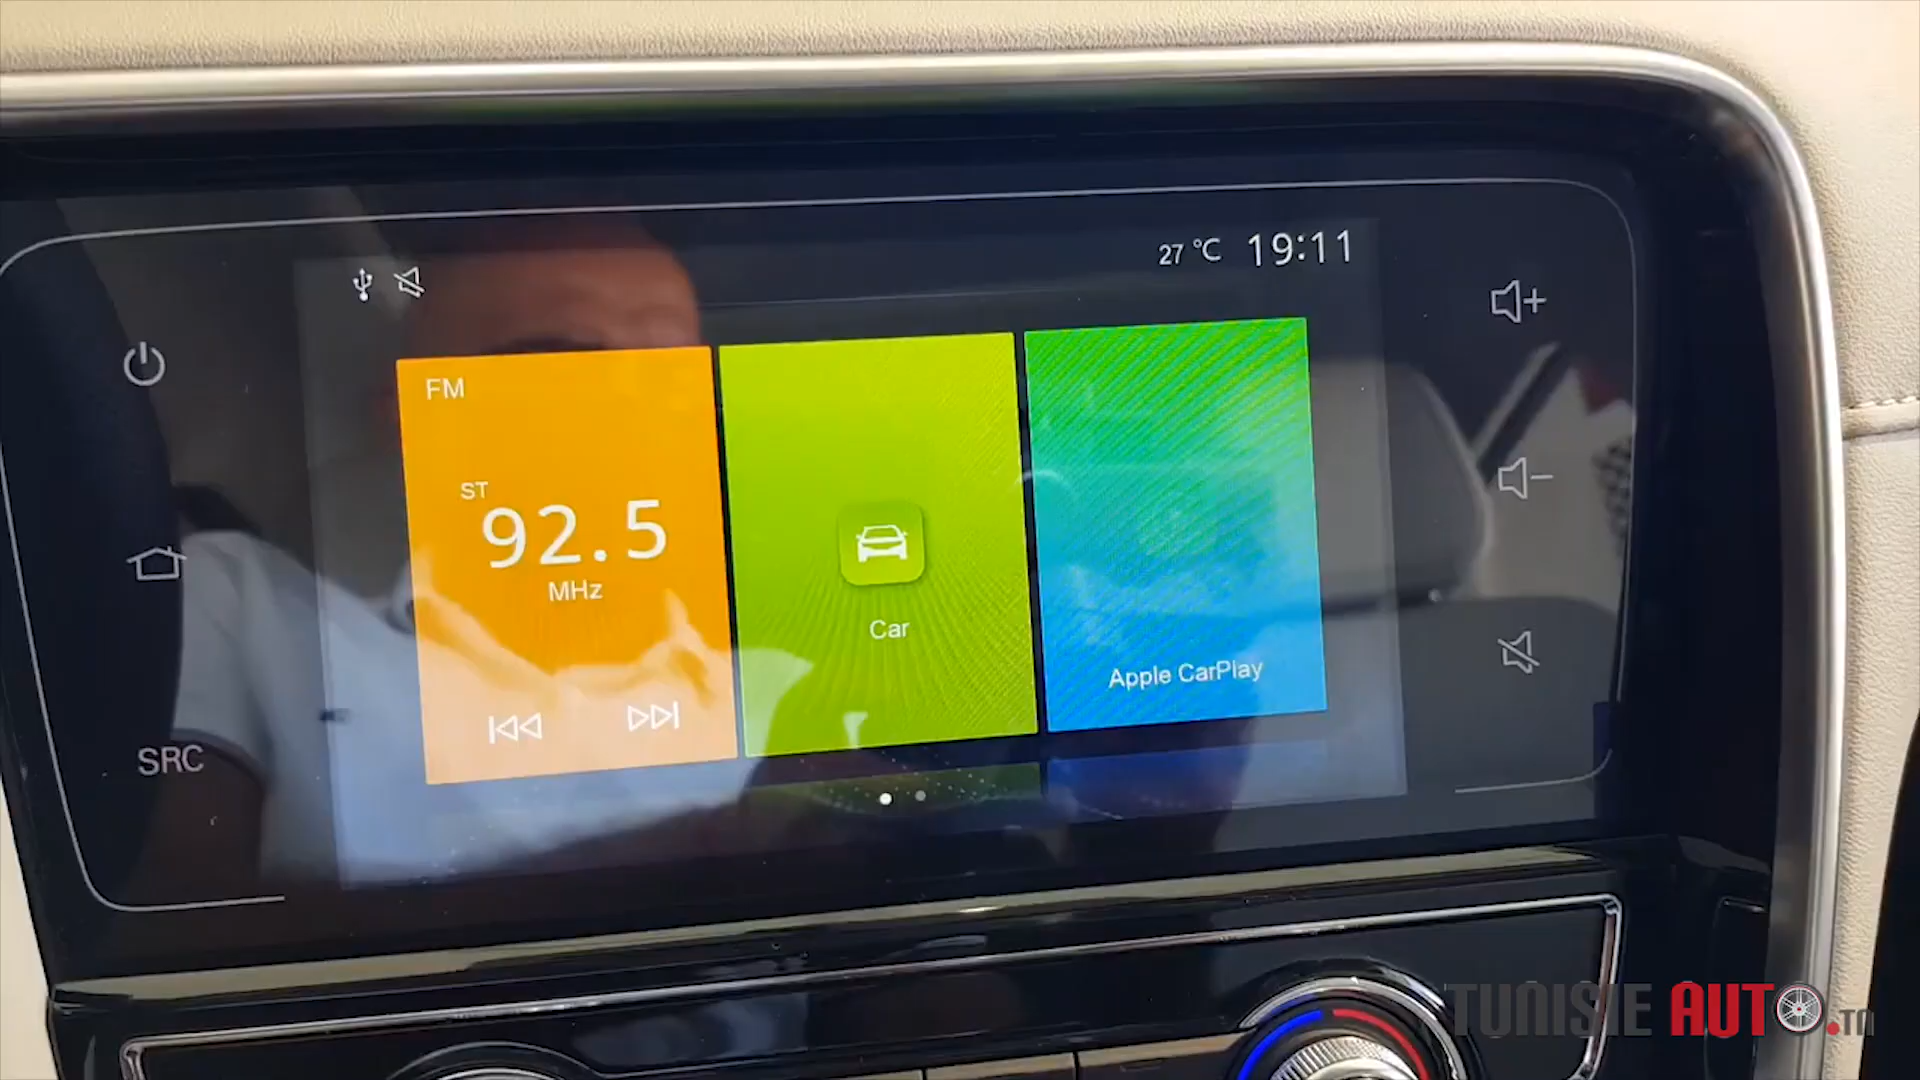 27 °C 19:11
FM
ST
92.5
MHz
Car
Apple CarPlay
SRC
TUNISIE AUTO.TN